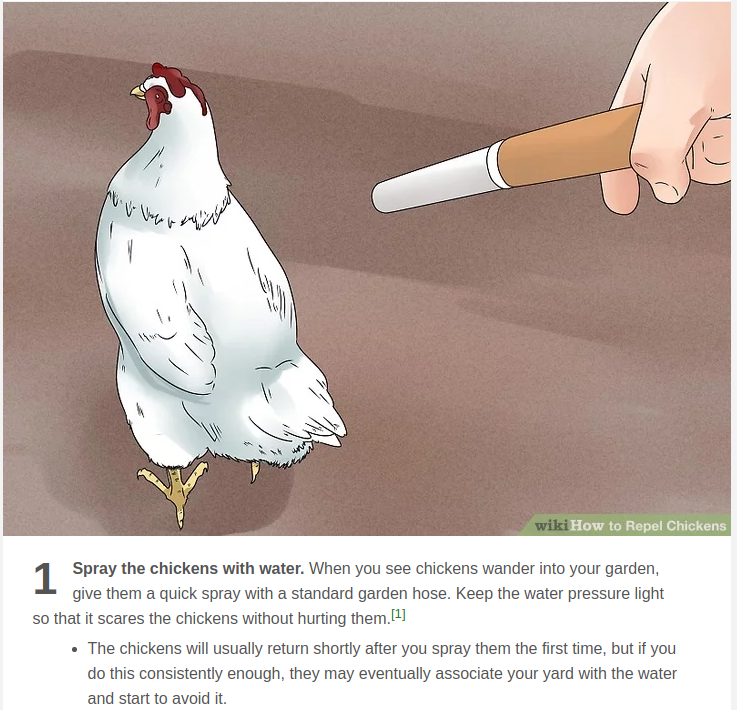 wikiHow to Repel Chickens
1 Spray the chickens with water. When you see chickens wander into your garden,
give them a quick spray with a standard garden hose. Keep the water pressure light
so that it scares the chickens without hurting them.[1]
• The chickens will usually return shortly after you spray them the first time, but if you
do this consistently enough, they may eventually associate your yard with the water
and start to avoid it.